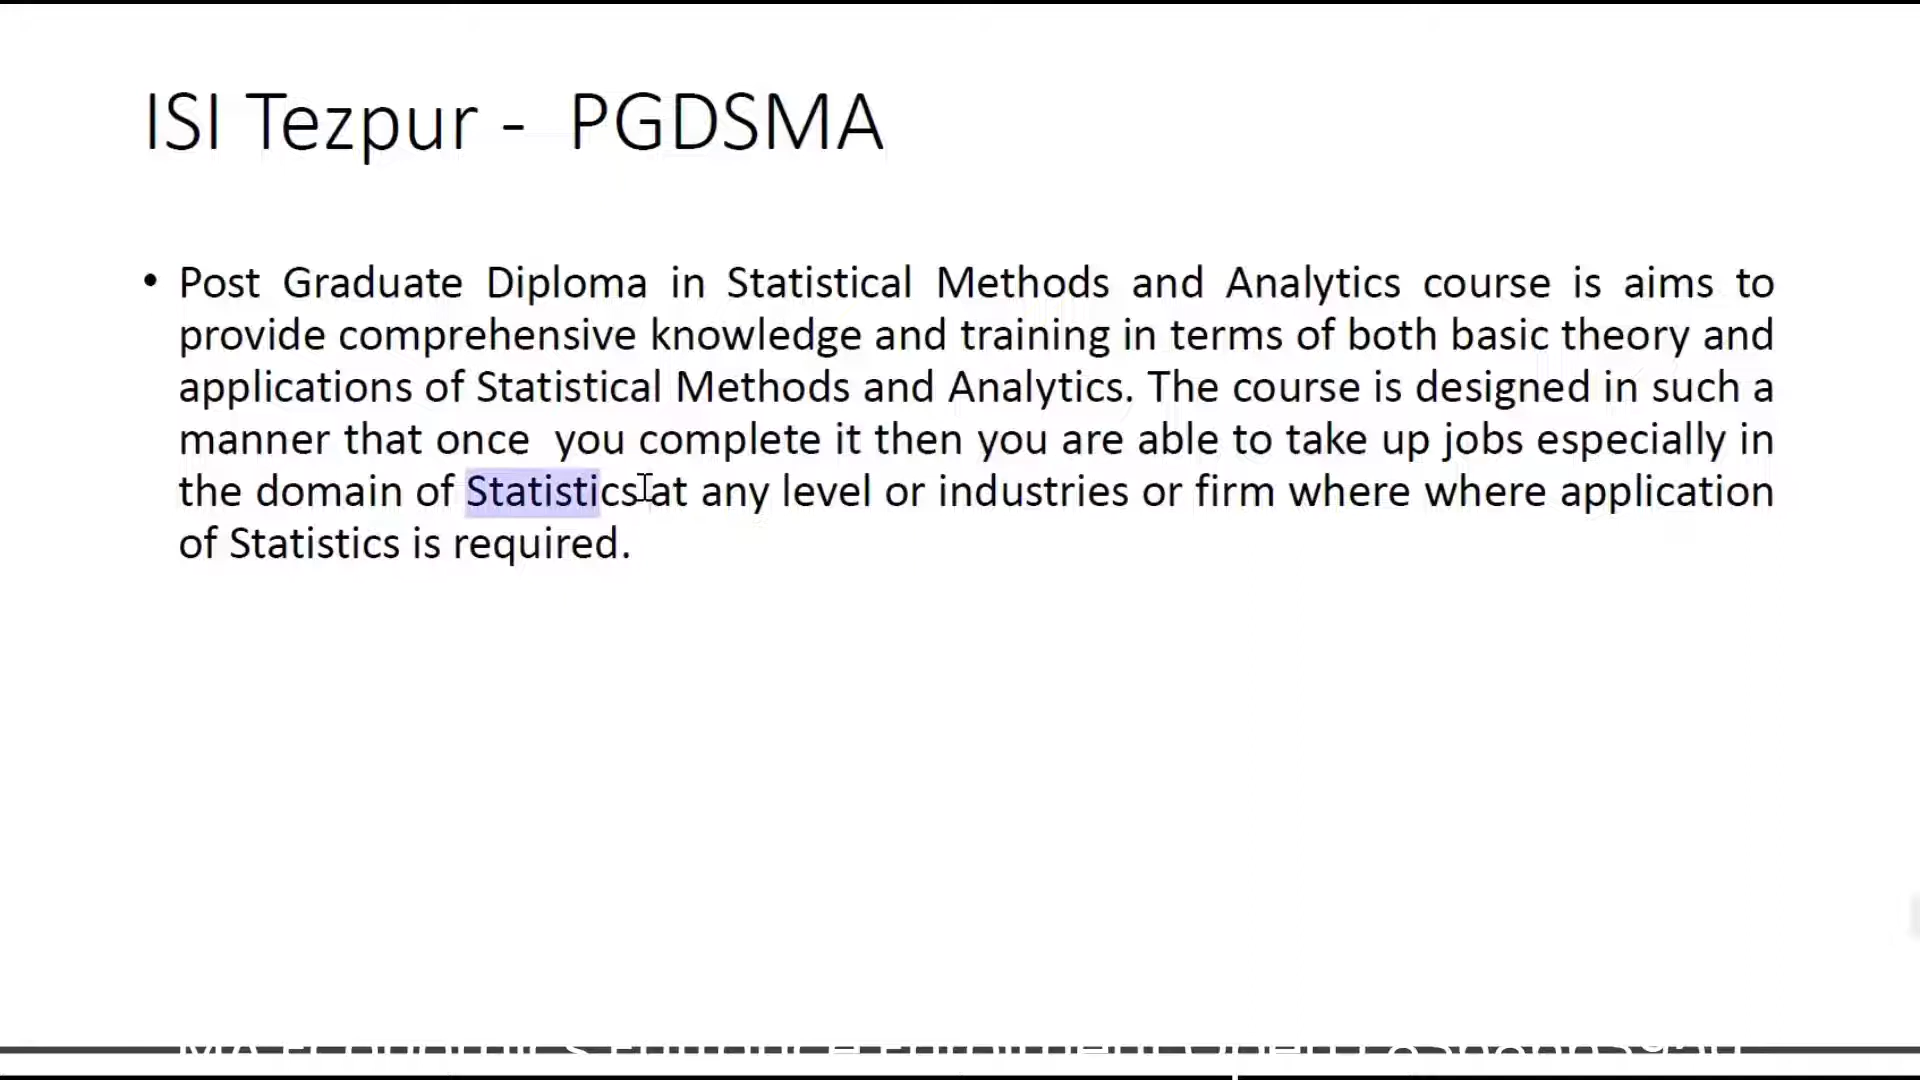 ISI Tezpur - PGDSMA
• Post Graduate Diploma in Statistical Methods and Analytics course is aims to
provide comprehensive knowledge and training in terms of both basic theory and
applications of Statistical Methods and Analytics. The course is designed in such a
manner that once you complete it then you are able to take up jobs especially in
the domain of Statistics at any level or industries or firm where where application
of Statistics is required.